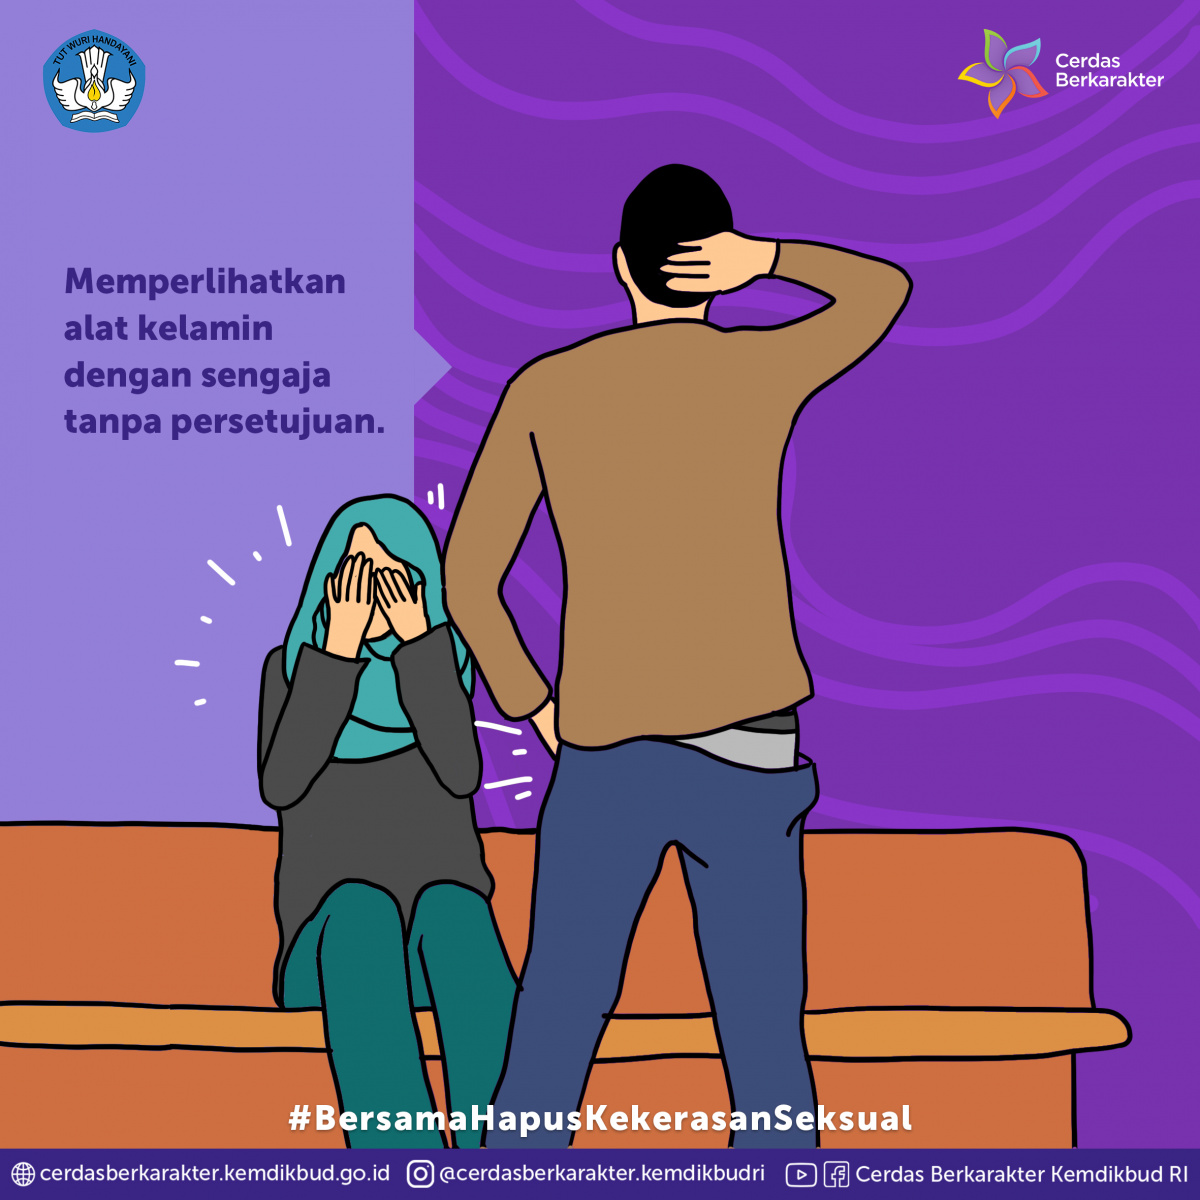 TUT WURI HANDAYANI
Cerdas
Berkarakter
Memperlihatkan
alat kelamin
dengan sengaja
tanpa persetujuan.
#BersamaHapusKekerasanSeksual
cerdasberkarakter.kemdikbud.go.id @cerdasberkarakter.kemdikbudri Cerdas Berkarakter Kemdikbud RI